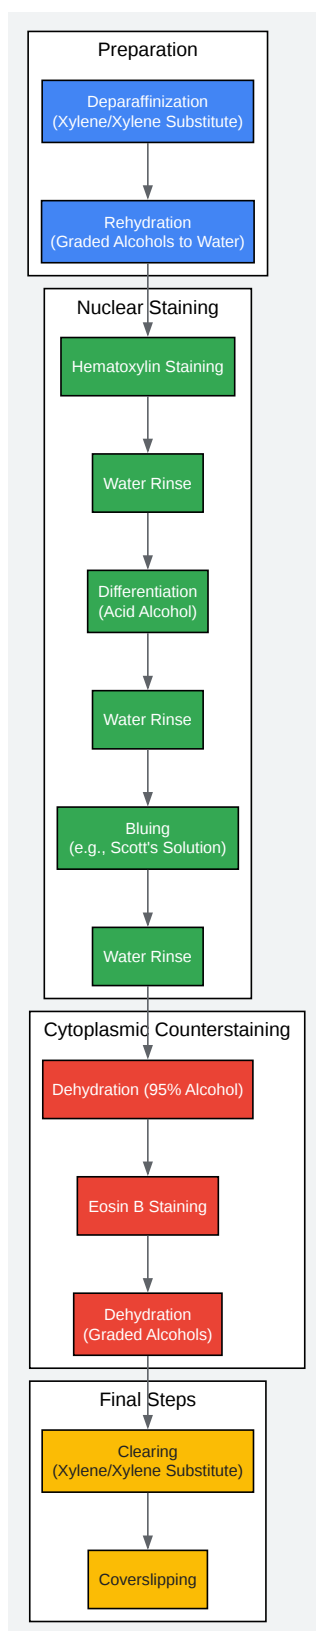 Preparation
Deparaffinization
(Xylene/Xylene Substitute)
Rehydration
(Graded Alcohols to Water)
Nuclear Staining
Hematoxylin Staining
Water Rinse
Differentiation
(Acid Alcohol)
Water Rinse
Bluing
(e.g., Scott's Solution)
Water Rinse
Cytoplasmic Counterstaining
Dehydration (95% Alcohol)
Eosin B Staining
Dehydration
(Graded Alcohols)
Final Steps
Clearing
(Xylene/Xylene Substitute)
Coverslipping